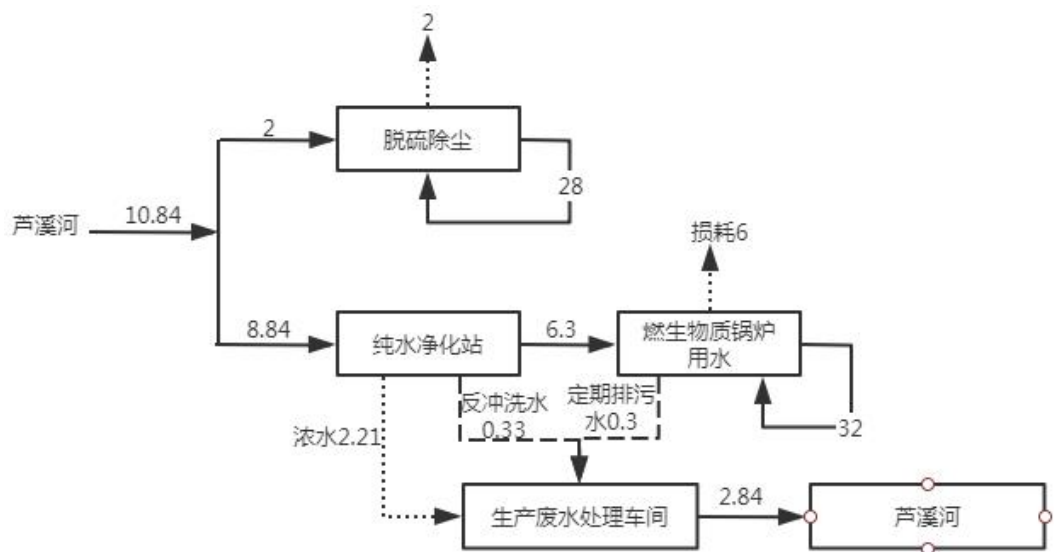 2
2
脱硫除尘
28
芦溪河
10.84
损耗6
8.84
纯水净化站
6.3
燃生物质锅炉
用水
反冲洗水
0.33
定期排污
水0.3
浓水2.21
32
生产废水处理车间
2.84
芦溪河